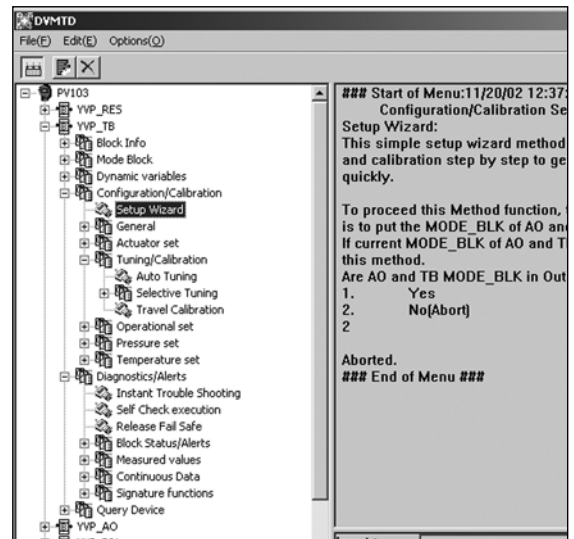 DVMTD
File(F) Edit(E) Options(O)
PV103
YVP_RES
YVP_TB
Block Info
Mode Block
Dynamic variables
Configuration/Calibration
Setup Wizard
General
Actuator set
Tuning/Calibration
Auto Tuning
Selective Tuning
Travel Calibration
Operational set
Pressure set
Temperature set
Diagnostics/Alerts
Instant Trouble Shooting
Self Check execution
Release Fail Safe
Block Status/Alerts
Measured values
Continuous Data
Signature functions
Query Device
YVP_AO
### Start of Menu:11/20/02 12:37:
Configuration/Calibration Se
Setup Wizard:
This simple setup wizard method
and calibration step by step to ge
quickly.
To proceed this Method function,
is to put the MODE_BLK of AO an
If current MODE_BLK of AO and T
this method.
Are AO and TB MODE_BLK in Out
1. Yes
2. No(Abort)
2
Aborted.
### End of Menu ###